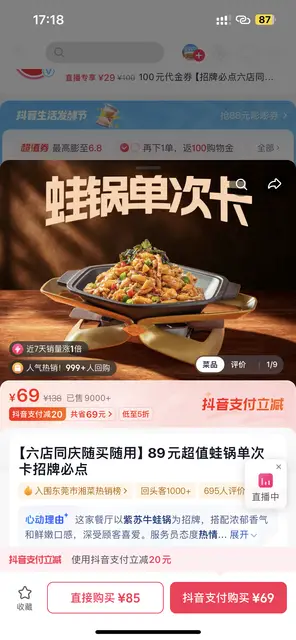 17:18
87
直播专享 ¥29 ¥100 100元代金券【招牌必点六店同...
抖音生活发酵节
抢88元囤囤券
超值券 最高膨至6.8 再下1单，返100购物金 全部
蛙锅单次卡
近7天销量涨1倍
人气热销！999+人回购
菜品 评价 1/9
¥69 ¥138 已售9000+
抖音支付减20 共省69元 低至5折
抖音支付立减
【六店同庆随买随用】89元超值蛙锅单次
卡招牌必点
入围东莞市湘菜热销榜 回头客1000+ 695人评价
直播中
心动理由 这家餐厅以紫苏牛蛙锅为招牌，搭配浓郁香气
和鲜嫩口感，深受顾客喜爱。服务员态度热情... 展开
抖音支付立减 使用抖音支付立减20元
收藏
直接购买 ¥85
抖音支付购买 ¥69